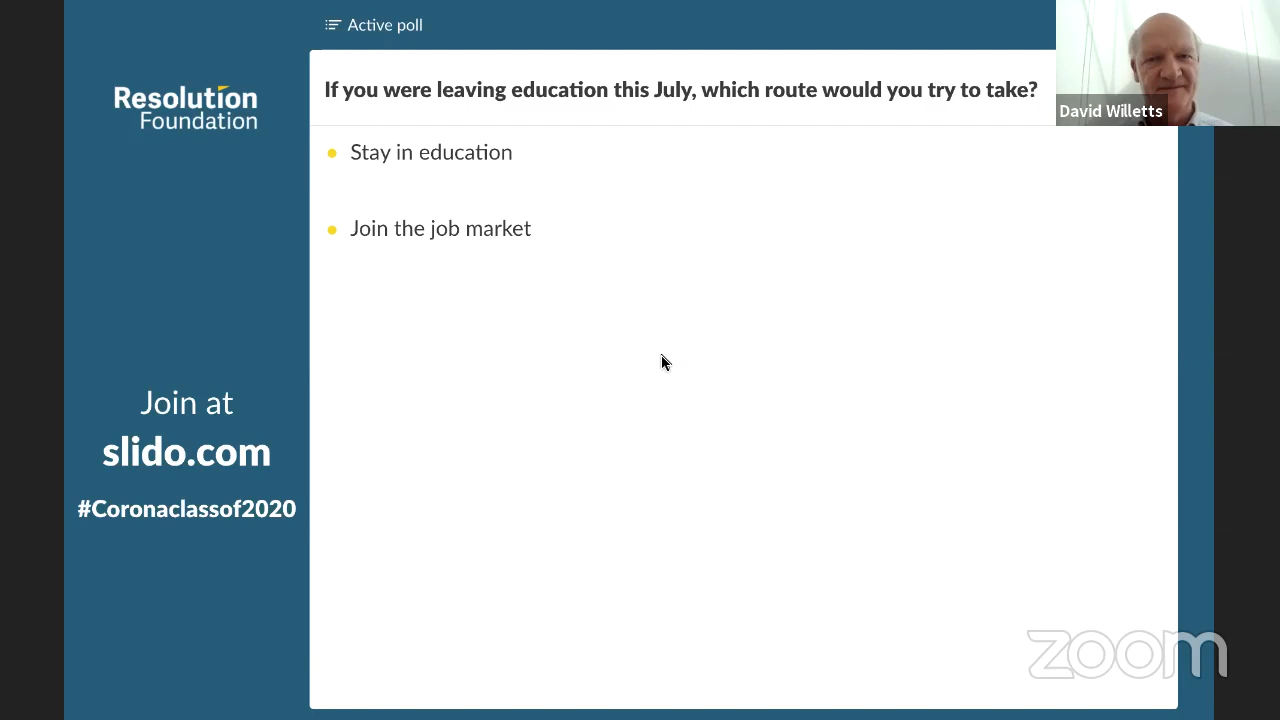 Active poll
Resolution
Foundation
If you were leaving education this July, which route would you try to take?
David Willetts
Stay in education
Join the job market
Join at
slido.com
#Coronaclassof2020
zoom